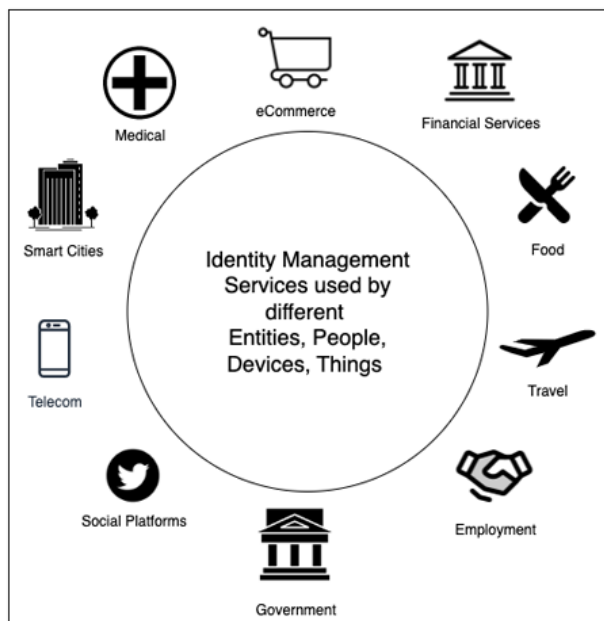 eCommerce
Medical
Financial Services
Smart Cities
Food
Identity Management
Services used by
different
Entities, People,
Devices, Things
Telecom
Travel
Social Platforms
Employment
Government